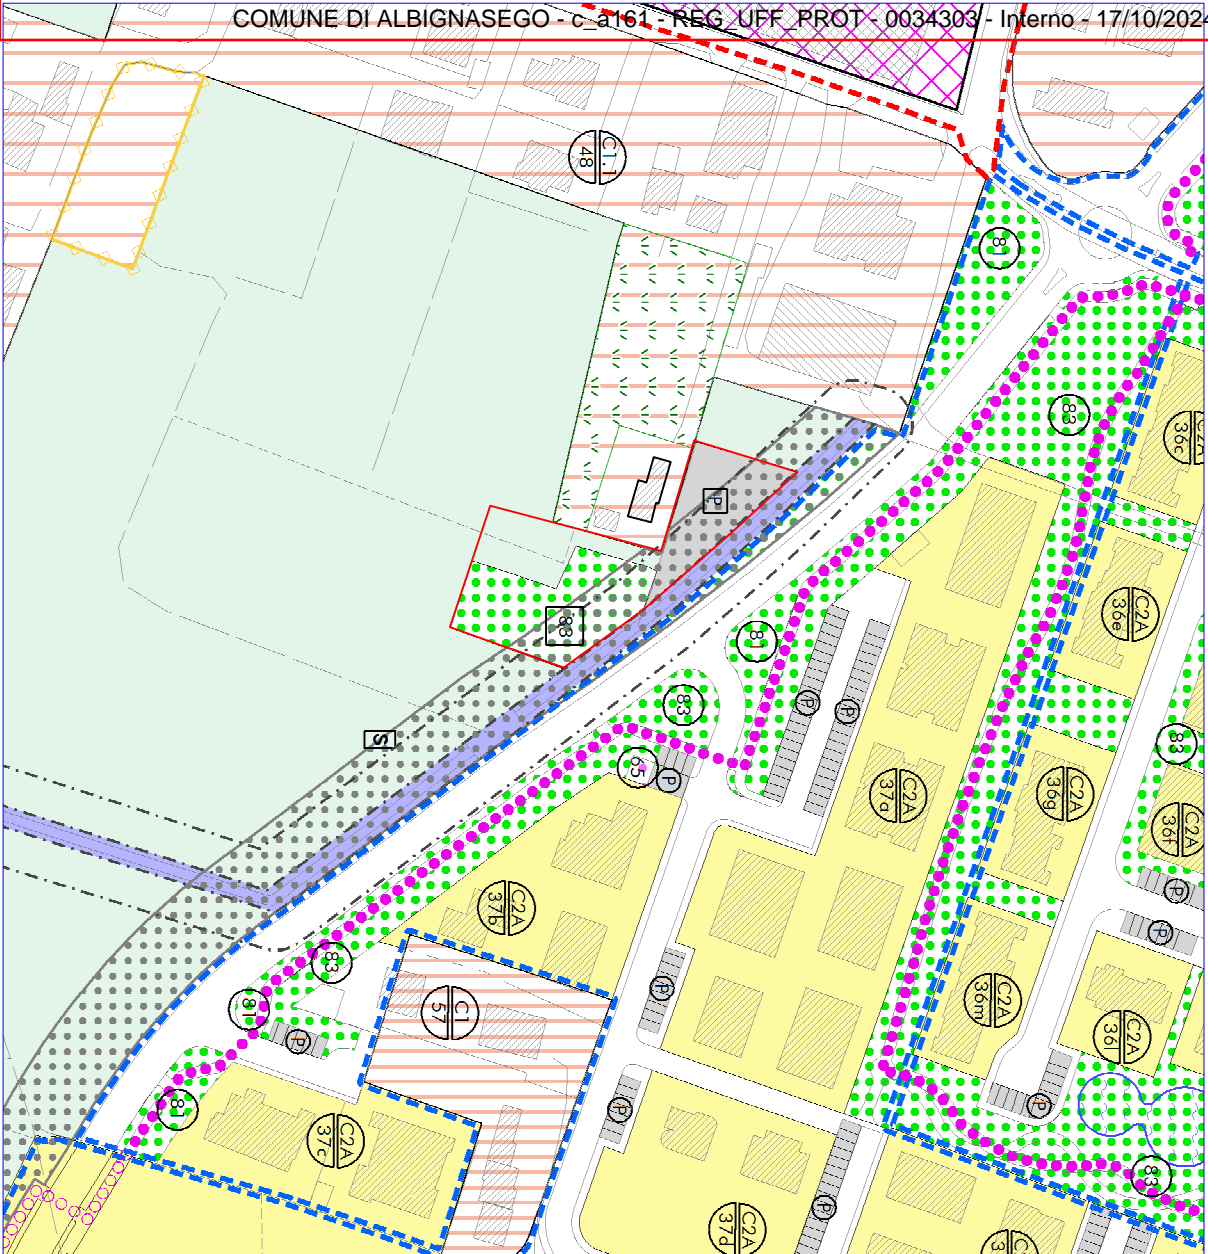 COMUNE DI ALBIGNASEGO - c_a161 - REG_UFF_PROT - 0034303 - Interno - 17/10/2024
C1.1
48
81
83
C2A
36c
P
C2A
36e
83
81
83
P
P
83
S
65
P
C2A
37a
C2A
36g
C2A
36f
P
C2A
37b
P
83
P
C2A
36m
81
C1
57
P
C2A
36i
P
P
81
C2A
37c
83
P
C2A
37d